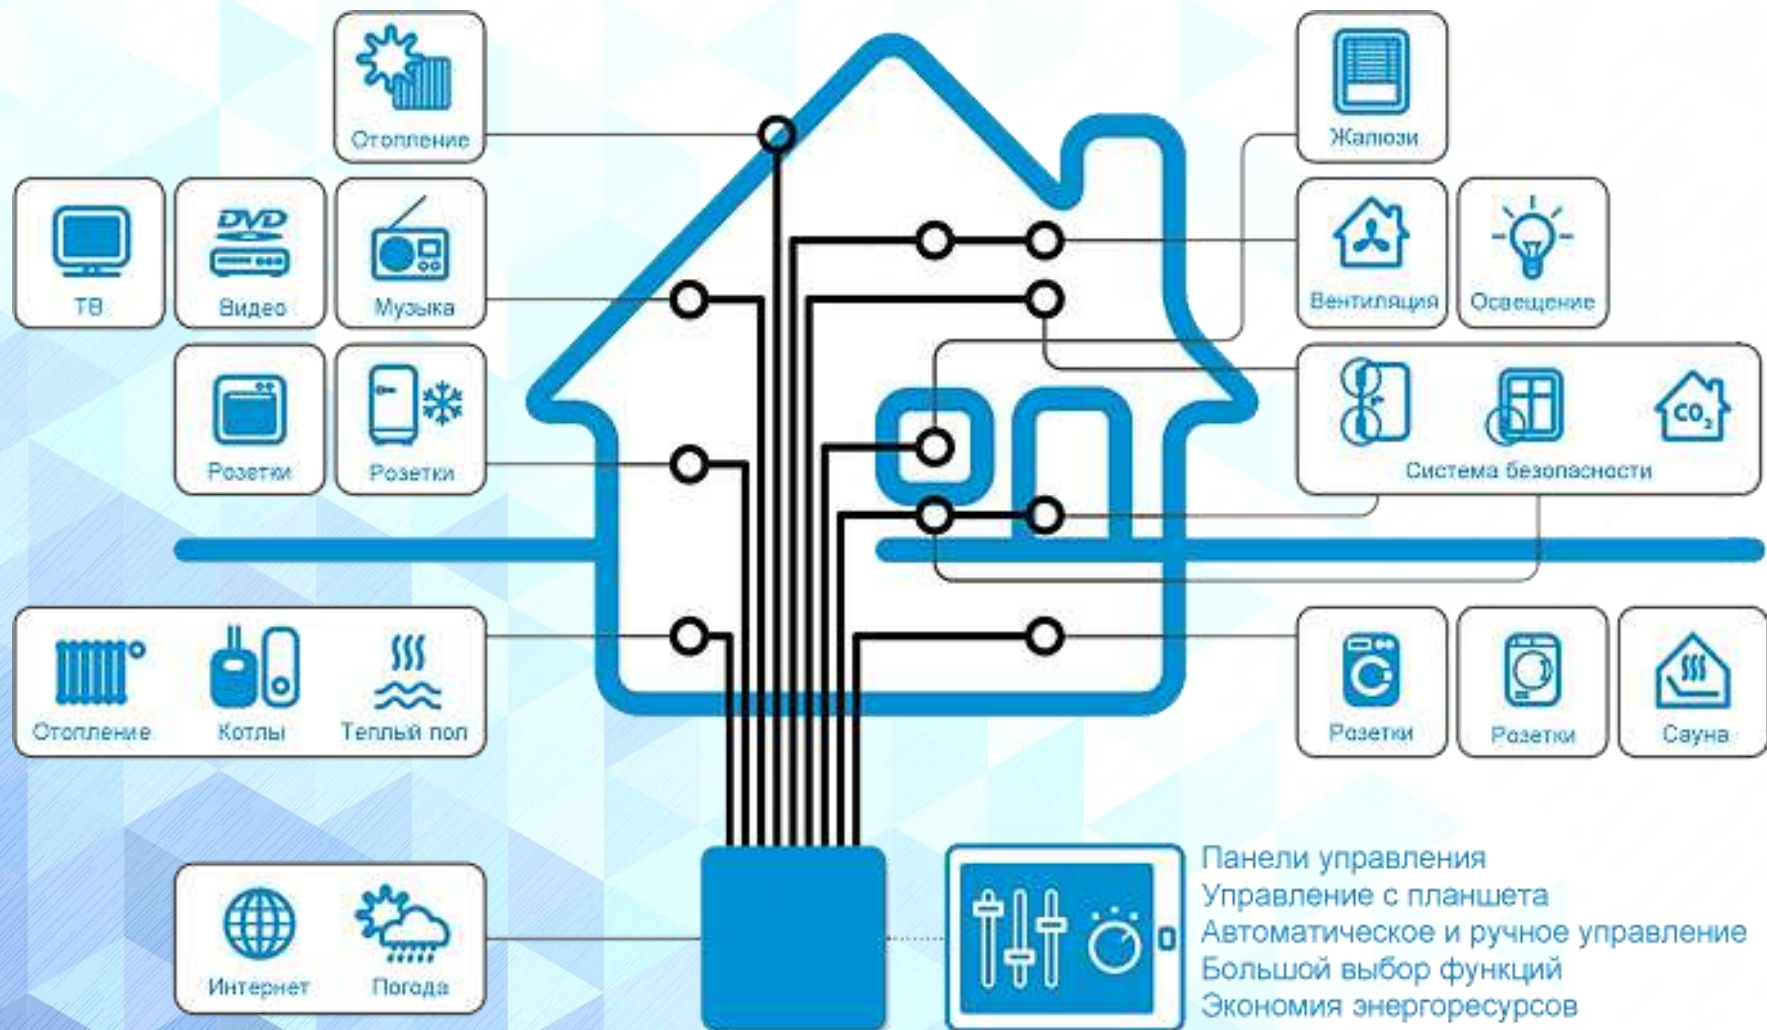 Отопление
Жалюзи
ТВ
DVD
Видео
Музыка
Вентиляция
Освещение
Розетки
Розетки
CO2
Система безопасности
Отопление
Котлы
Теплый пол
Розетки
Розетки
Сауна
Интернет
Погода
Панели управления
Управление с планшета
Автоматическое и ручное управление
Большой выбор функций
Экономия энергоресурсов